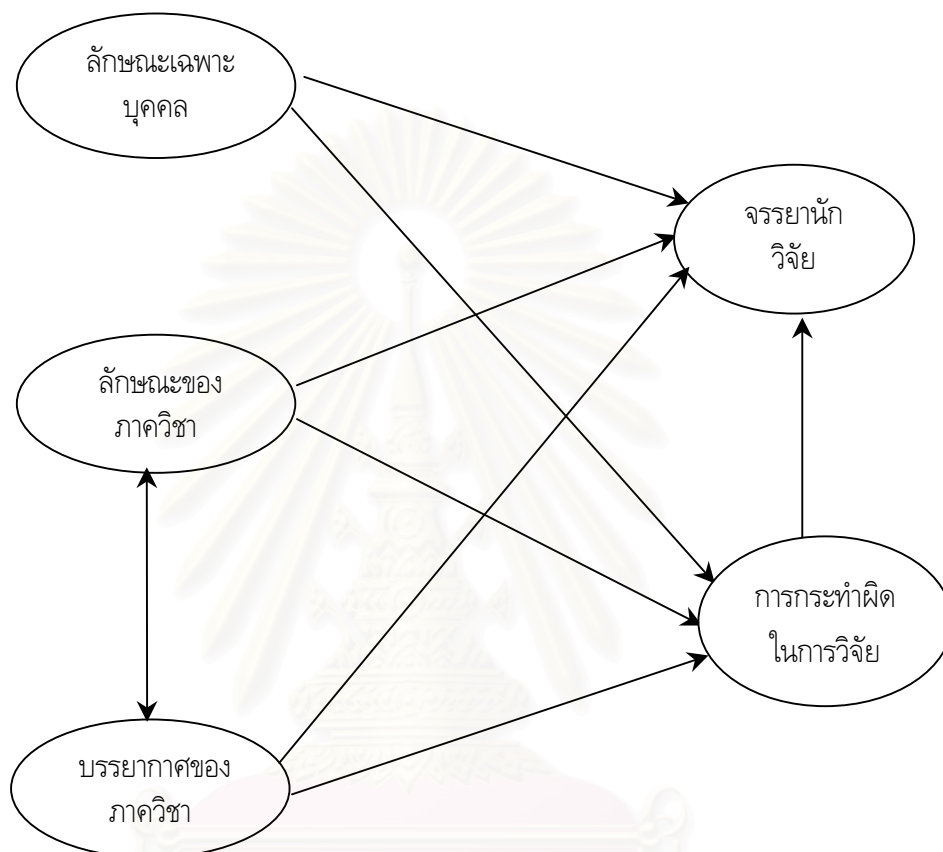 ลักษณะเฉพาะ
บุคคล
จรรยานัก
วิจัย
ลักษณะของ
ภาควิชา
การกระทำผิด
ในการวิจัย
บรรยากาศของ
ภาควิชา